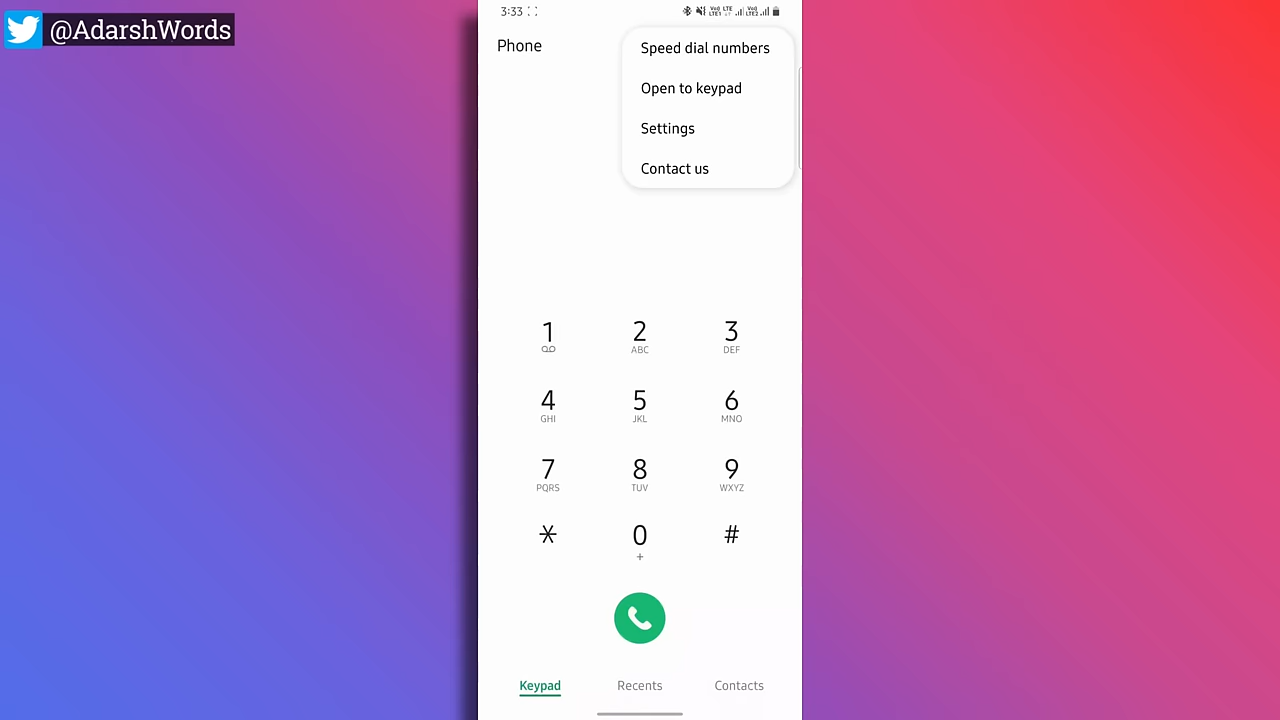 @AdarshWords
3:33
Phone
Speed dial numbers
Open to keypad
Settings
Contact us
1 2 3
ABC DEF
4 5 6
GHI JKL MNO
7 8 9
PQRS TUV WXYZ
* 0 #
+
Keypad Recents Contacts